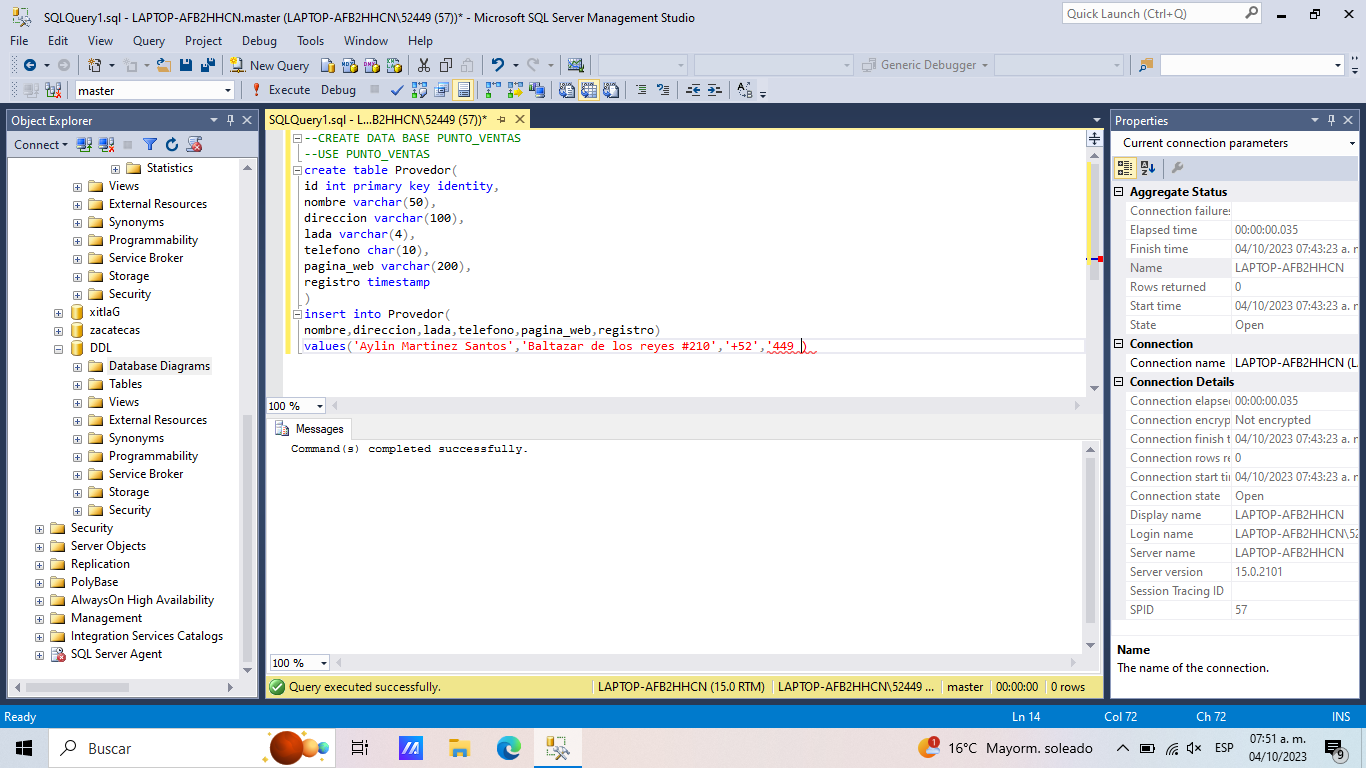 SQLQuery1.sql - LAPTOP-AFB2HHCN.master (LAPTOP-AFB2HHCN\52449 (57))* - Microsoft SQL Server Management Studio
Quick Launch (Ctrl+Q)
File Edit View Query Project Debug Tools Window Help
New Query
Generic Debugger
master
Execute Debug
Object Explorer
Connect
Statistics
Views
External Resources
Synonyms
Programmability
Service Broker
Storage
Security
xitlaG
zacatecas
DDL
Database Diagrams
Tables
Views
External Resources
Synonyms
Programmability
Service Broker
Storage
Security
Security
Server Objects
Replication
PolyBase
AlwaysOn High Availability
Management
Integration Services Catalogs
SQL Server Agent
SQLQuery1.sql - L...B2HHCN\52449 (57))*
--CREATE DATA BASE PUNTO_VENTAS
--USE PUNTO_VENTAS
create table Provedor(
id int primary key identity,
nombre varchar(50),
direccion varchar(100),
lada varchar(4),
telefono char(10),
pagina_web varchar(200),
registro timestamp
)
insert into Provedor(
nombre,direccion,lada,telefono,pagina_web,registro)
values('Aylin Martinez Santos','Baltazar de los reyes #210','+52','449 )
100 %
Messages
Command(s) completed successfully.
100 %
Query executed successfully. LAPTOP-AFB2HHCN (15.0 RTM) LAPTOP-AFB2HHCN\52449 ... master 00:00:00 0 rows
Properties
Current connection parameters
Aggregate Status
Connection failures
Elapsed time 00:00:00.035
Finish time 04/10/2023 07:43:23 a. m
Name LAPTOP-AFB2HHCN
Rows returned 0
Start time 04/10/2023 07:43:23 a. m
State Open
Connection
Connection name LAPTOP-AFB2HHCN (L
Connection Details
Connection elapse 00:00:00.035
Connection encryp Not encrypted
Connection finish t 04/10/2023 07:43:23 a. m
Connection rows re 0
Connection start ti 04/10/2023 07:43:23 a. m
Connection state Open
Display name LAPTOP-AFB2HHCN
Login name LAPTOP-AFB2HHCN\52
Server name LAPTOP-AFB2HHCN
Server version 15.0.2101
Session Tracing ID
SPID 57
Name
The name of the connection.
Ready Ln 14 Col 72 Ch 72 INS
Buscar
1 16°C Mayorm. soleado ESP 07:51 a. m.
04/10/2023
9